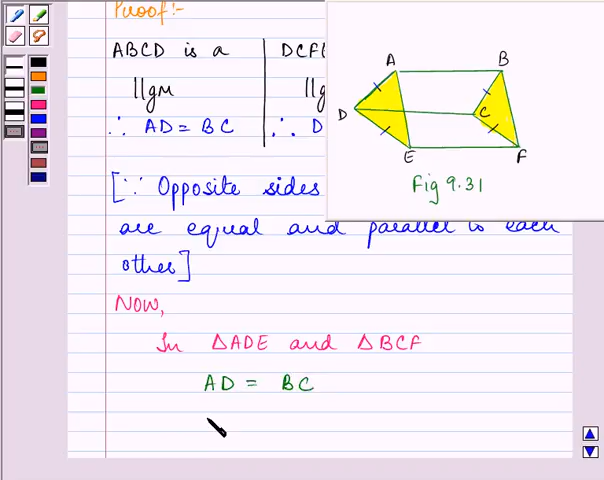 Proof:-
ABCD is a
||gm
∴ AD = BC
DCFE
||g
∴ D
[∵ Opposite sides
are equal and parallel to each
other]
Now,
In ΔADE and ΔBCF
AD = BC
A
B
D
C
E
F
Fig 9.31